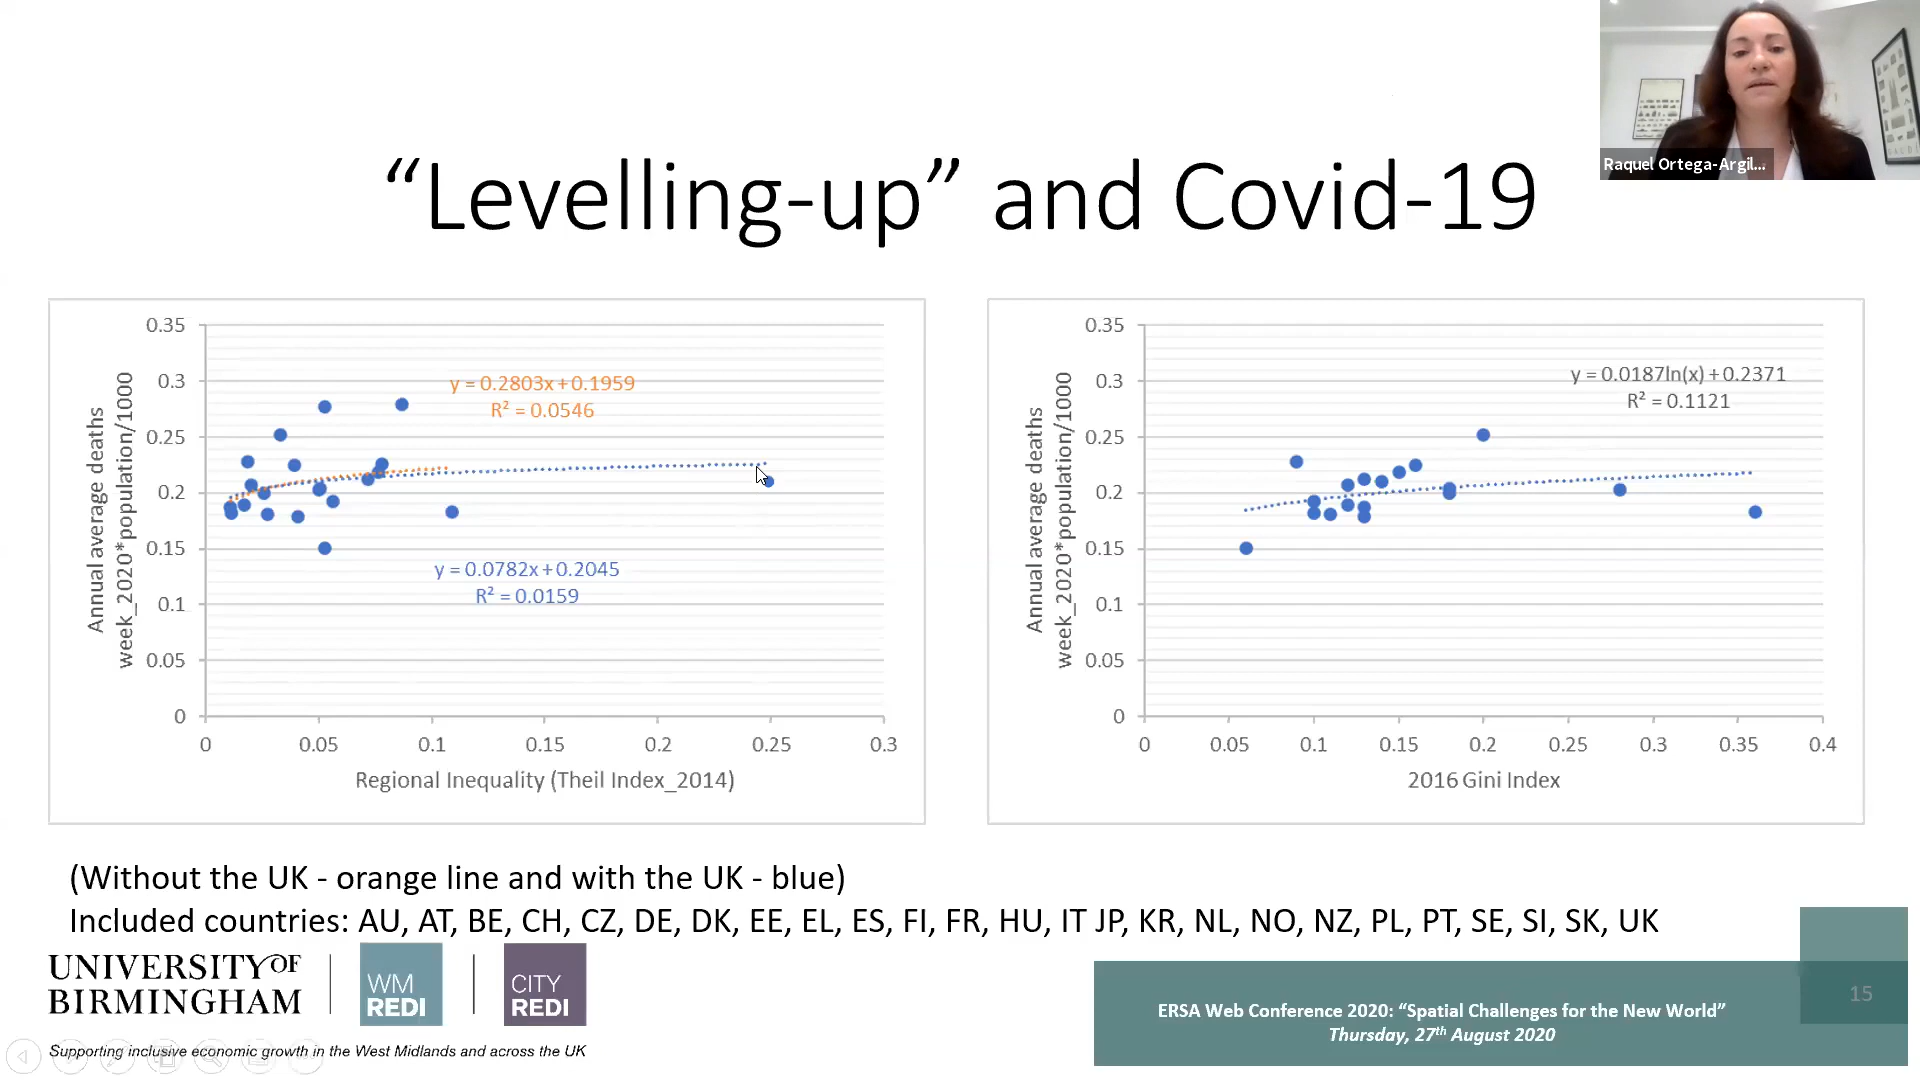 Raquel Ortega-Argil...
“Levelling-up” and Covid-19
Annual average deaths
week_2020*population/1000
0.35
0.3
0.25
0.2
0.15
0.1
0.05
0
y = 0.2803x+0.1959
R² = 0.0546
y = 0.0782x+0.2045
R² = 0.0159
0 0.05 0.1 0.15 0.2 0.25 0.3
Regional Inequality (Theil Index_2014)
Annual average deaths
week_2020*population/1000
0.35
0.3
0.25
0.2
0.15
0.1
0.05
0
y = 0.0187ln(x) + 0.2371
R² = 0.1121
0 0.05 0.1 0.15 0.2 0.25 0.3 0.35 0.4
2016 Gini Index
(Without the UK - orange line and with the UK - blue)
Included countries: AU, AT, BE, CH, CZ, DE, DK, EE, EL, ES, FI, FR, HU, IT JP, KR, NL, NO, NZ, PL, PT, SE, SI, SK, UK
UNIVERSITY OF
BIRMINGHAM
WM
REDI
CITY
REDI
Supporting inclusive economic growth in the West Midlands and across the UK
ERSA Web Conference 2020: “Spatial Challenges for the New World”
Thursday, 27th August 2020
15